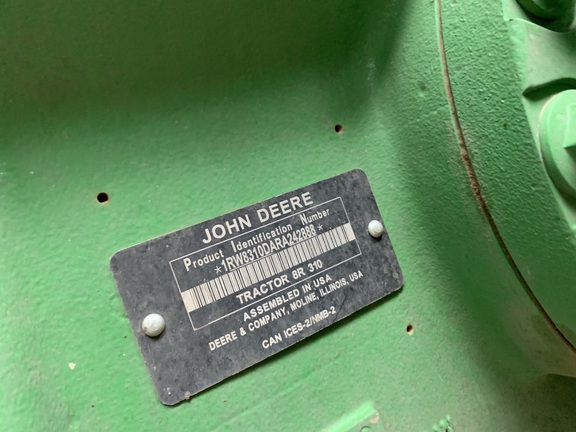 JOHN DEERE
Product Identification Number
*1RW8310DARA242888*
TRACTOR 8R 310
ASSEMBLED IN USA
DEERE & COMPANY, MOLINE, ILLINOIS, USA
CAN ICES-2/NMB-2